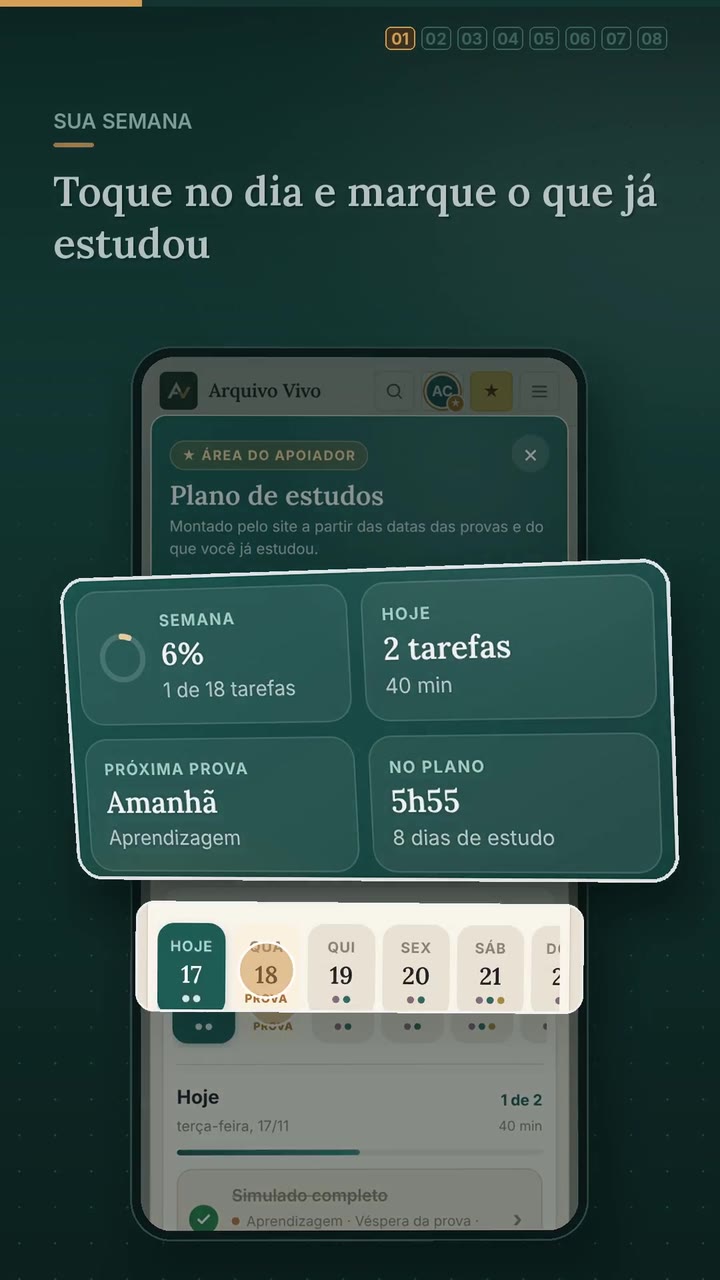 01 02 03 04 05 06 07 08
SUA SEMANA
Toque no dia e marque o que já
estudou
Arquivo Vivo
AC
★ ÁREA DO APOIADOR
Plano de estudos
Montado pelo site a partir das datas das provas e do
que você já estudou.
SEMANA
6%
1 de 18 tarefas
HOJE
2 tarefas
40 min
PRÓXIMA PROVA
Amanhã
Aprendizagem
NO PLANO
5h55
8 dias de estudo
HOJE QUA QUI SEX SÁB
17 18 19 20 21
PROVA
PROVA
Hoje
1 de 2
terça-feira, 17/11
40 min
Simulado completo
Aprendizagem · Véspera da prova ·